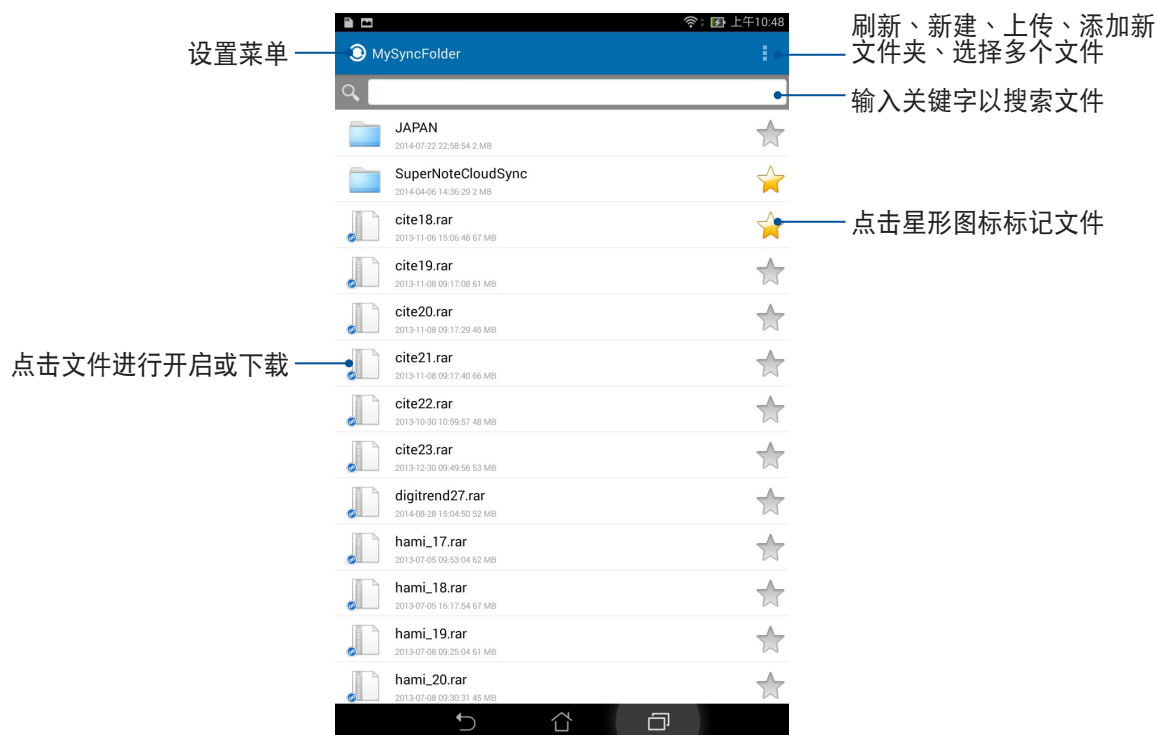 上午10:48
设置菜单
MySyncFolder
刷新、新建、上传、添加新
文件夹、选择多个文件
输入关键字以搜索文件
JAPAN
2014-07-22 22:58:54 2 MB
SuperNoteCloudSync
2014-04-06 14:36:29 2 MB
cite18.rar
2013-11-06 15:06:48 67 MB
点击星形图标标记文件
cite19.rar
2013-11-08 09:17:08 61 MB
cite20.rar
2013-11-08 09:17:29 46 MB
点击文件进行开启或下载
cite21.rar
2013-11-08 09:17:40 66 MB
cite22.rar
2013-10-30 10:59:57 48 MB
cite23.rar
2013-12-30 09:49:56 53 MB
digitrend27.rar
2014-08-28 15:04:50 52 MB
hami_17.rar
2013-07-05 09:53:04 62 MB
hami_18.rar
2013-07-05 16:17:54 67 MB
hami_19.rar
2013-07-08 09:25:04 61 MB
hami_20.rar
2013-07-08 09:30:31 45 MB